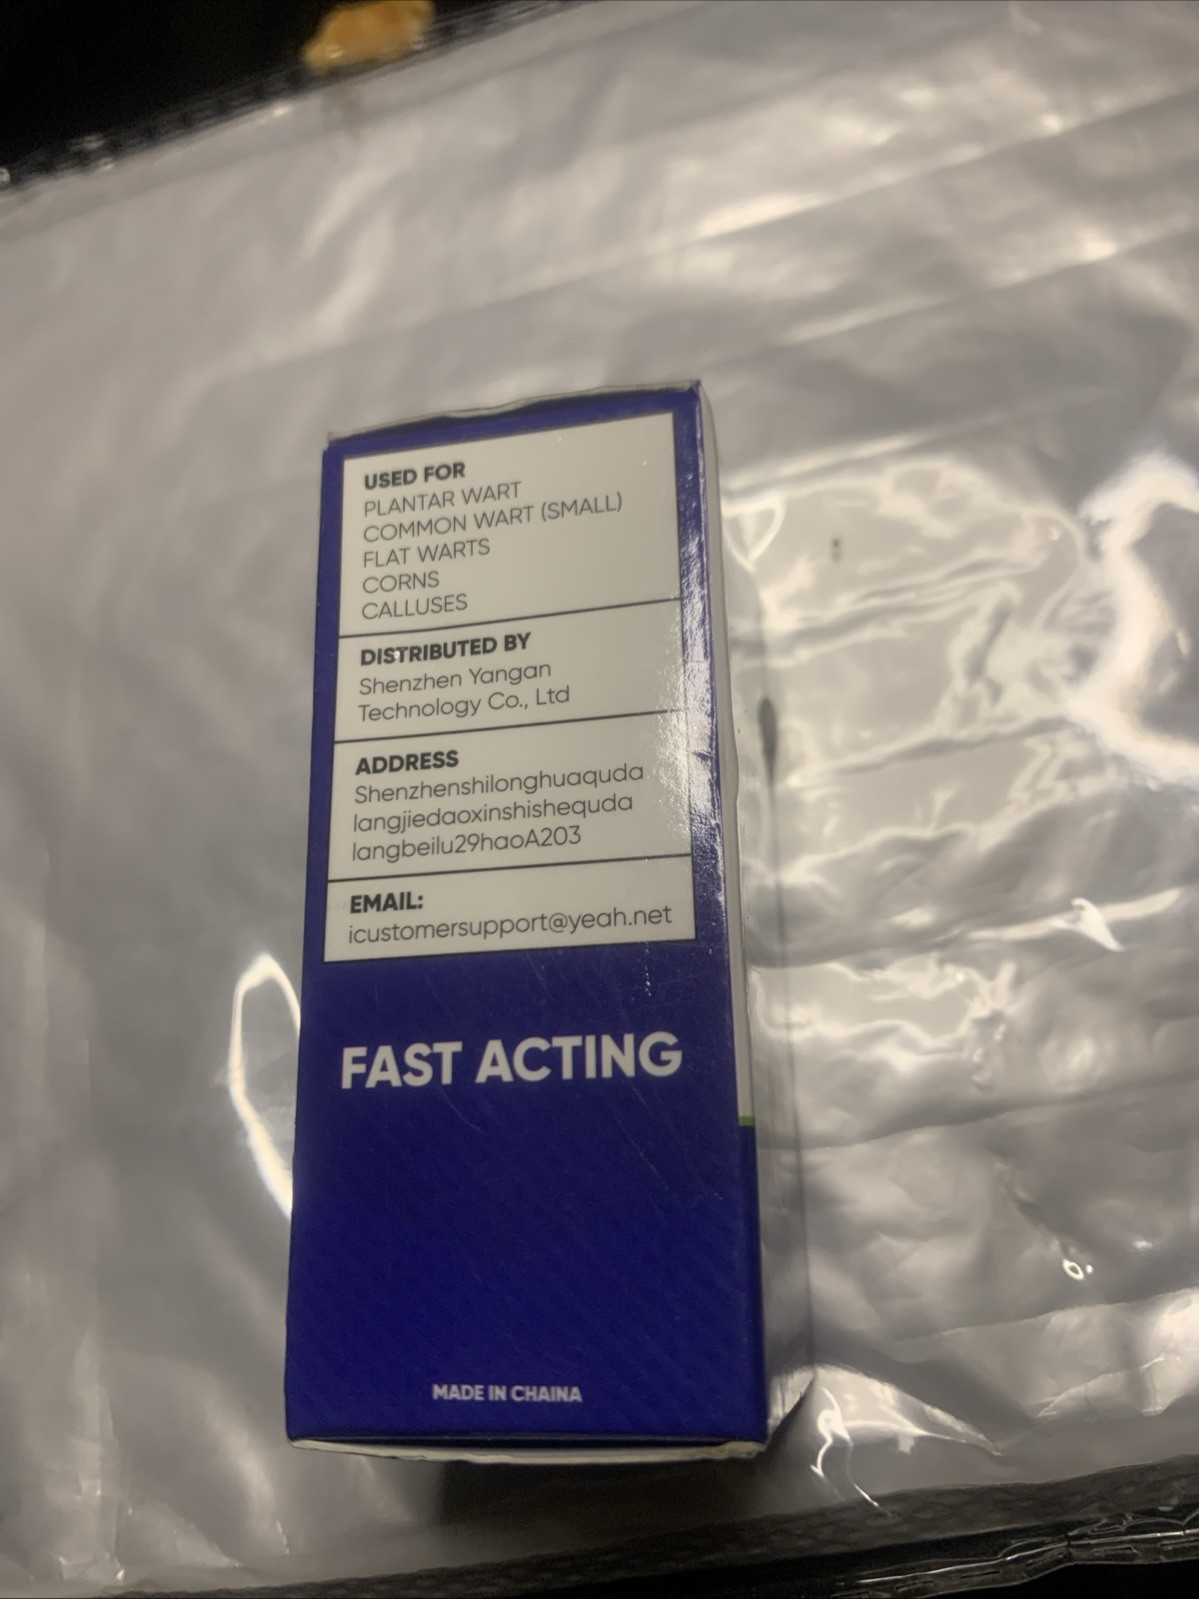 USED FOR
PLANTAR WART
COMMON WART (SMALL)
FLAT WARTS
CORNS
CALLUSES
DISTRIBUTED BY
Shenzhen Yangan
Technology Co., Ltd
ADDRESS
Shenzhenshilonghuaquda
langjiedaoxinshishequda
langbeilu29haoA203
EMAIL:
icustomersupport@yeah.net
FAST ACTING
MADE IN CHAINA